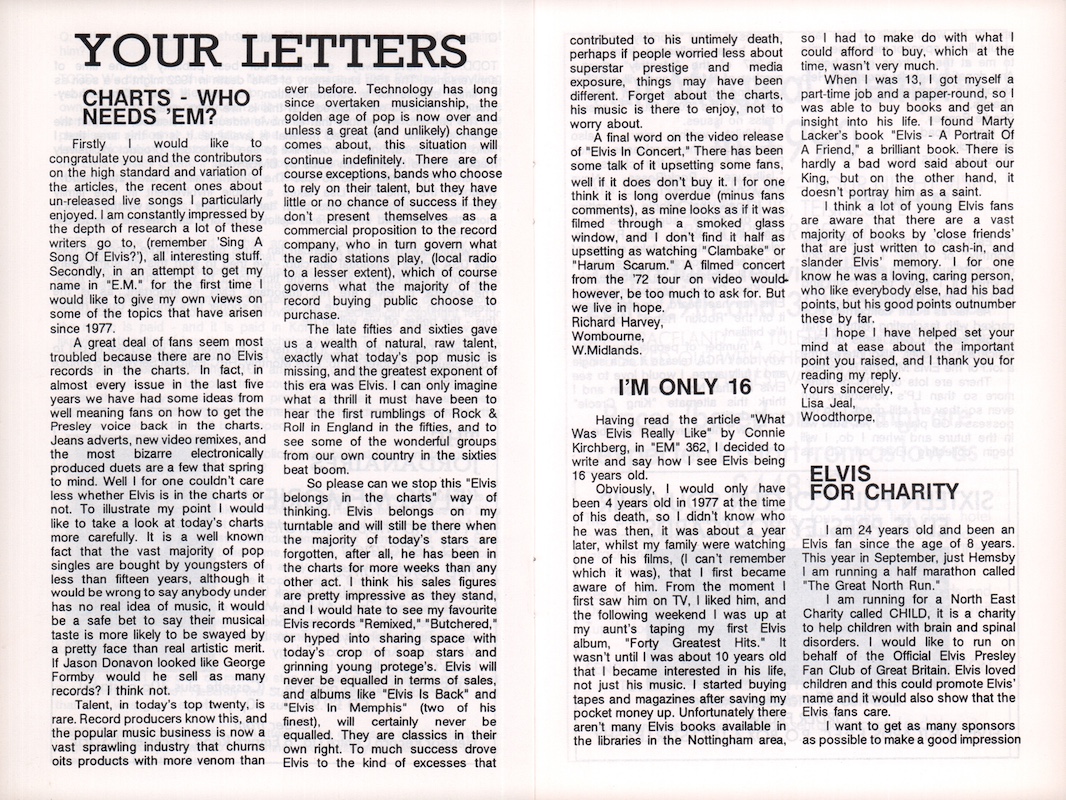 YOUR LETTERS
CHARTS - WHO
NEEDS 'EM?
Firstly I would like to
congratulate you and the contributors
on the high standard and variation of
the articles, the recent ones about
un-released live songs I particularly
enjoyed. I am constantly impressed by
the depth of research a lot of these
writers go to, (remember 'Sing A
Song Of Elvis?'), all interesting stuff.
Secondly, in an attempt to get my
name in "E.M." for the first time I
would like to give my own views on
some of the topics that have arisen
since 1977.
A great deal of fans seem most
troubled because there are no Elvis
records in the charts. In fact, in
almost every issue in the last five
years we have had some ideas from
well meaning fans on how to get the
Presley voice back in the charts.
Jeans adverts, new video remixes, and
the most bizarre electronically
produced duets are a few that spring
to mind. Well I for one couldn't care
less whether Elvis is in the charts or
not. To illustrate my point I would
like to take a look at today's charts
more carefully. It is a well known
fact that the vast majority of pop
singles are bought by youngsters of
less than fifteen years, although it
would be wrong to say anybody under
has no real idea of music, it would
be a safe bet to say their musical
taste is more likely to be swayed by
a pretty face than real artistic merit.
If Jason Donavon looked like George
Formby would he sell as many
records? I think not.
Talent, in today's top twenty, is
rare. Record producers know this, and
the popular music business is now a
vast sprawling industry that churns
oits products with more venom than
ever before. Technology has long
since overtaken musicianship, the
golden age of pop is now over and
unless a great (and unlikely) change
comes about, this situation will
continue indefinitely. There are of
course exceptions, bands who choose
to rely on their talent, but they have
little or no chance of success if they
don't present themselves as a
commercial proposition to the record
company, who in turn govern what
the radio stations play, (local radio
to a lesser extent), which of course
governs what the majority of the
record buying public choose to
purchase.
The late fifties and sixties gave
us a wealth of natural, raw talent,
exactly what today's pop music is
missing, and the greatest exponent of
this era was Elvis. I can only imagine
what a thrill it must have been to
hear the first rumblings of Rock &
Roll in England in the fifties, and to
see some of the wonderful groups
from our own country in the sixties
beat boom.
So please can we stop this "Elvis
belongs in the charts" way of
thinking. Elvis belongs on my
turntable and will still be there when
the majority of today's stars are
forgotten, after all, he has been in
the charts for more weeks than any
other act. I think his sales figures
are pretty impressive as they stand,
and I would hate to see my favourite
Elvis records "Remixed," "Butchered,"
or hyped into sharing space with
today's crop of soap stars and
grinning young protege's. Elvis will
never be equalled in terms of sales,
and albums like "Elvis Is Back" and
"Elvis In Memphis" (two of his
finest), will certainly never be
equalled. They are classics in their
own right. To much success drove
Elvis to the kind of excesses that
contributed to his untimely death,
perhaps if people worried less about
superstar prestige and media
exposure, things may have been
different. Forget about the charts,
his music is there to enjoy, not to
worry about.
A final word on the video release
of "Elvis In Concert," There has been
some talk of it upsetting some fans,
well if it does don't buy it. I for one
think it is long overdue (minus fans
comments), as mine looks as if it was
filmed through a smoked glass
window, and I don't find it half as
upsetting as watching "Clambake" or
"Harum Scarum." A filmed concert
from the '72 tour on video would
however, be too much to ask for. But
we live in hope.
Richard Harvey,
Wombourne,
W.Midlands.
I'M ONLY 16
Having read the article "What
Was Elvis Really Like" by Connie
Kirchberg, in "EM" 362, I decided to
write and say how I see Elvis being
16 years old.
Obviously, I would only have
been 4 years old in 1977 at the time
of his death, so I didn't know who
he was then, it was about a year
later, whilst my family were watching
one of his films, (I can't remember
which it was), that I first became
aware of him. From the moment I
first saw him on TV, I liked him, and
the following weekend I was up at
my aunt's taping my first Elvis
album, "Forty Greatest Hits." It
wasn't until I was about 10 years old
that I became interested in his life,
not just his music. I started buying
tapes and magazines after saving my
pocket money up. Unfortunately there
aren't many Elvis books available in
the libraries in the Nottingham area,
so I had to make do with what I
could afford to buy, which at the
time, wasn't very much.
When I was 13, I got myself a
part-time job and a paper-round, so I
was able to buy books and get an
insight into his life. I found Marty
Lacker's book "Elvis - A Portrait Of
A Friend," a brilliant book. There is
hardly a bad word said about our
King, but on the other hand, it
doesn't portray him as a saint.
I think a lot of young Elvis fans
are aware that there are a vast
majority of books by 'close friends'
that are just written to cash-in, and
slander Elvis' memory. I for one
know he was a loving, caring person,
who like everybody else, had his bad
points, but his good points outnumber
these by far.
I hope I have helped set your
mind at ease about the important
point you raised, and I thank you for
reading my reply.
Yours sincerely,
Lisa Jeal,
Woodthorpe,
ELVIS
FOR CHARITY
I am 24 years old and been an
Elvis fan since the age of 8 years.
This year in September, just Hemsby
I am running a half marathon called
"The Great North Run."
I am running for a North East
Charity called CHILD, it is a charity
to help children with brain and spinal
disorders. I would like to run on
behalf of the Official Elvis Presley
Fan Club of Great Britain. Elvis loved
children and this could promote Elvis'
name and it would also show that the
Elvis fans care.
I want to get as many sponsors
as possible to make a good impression